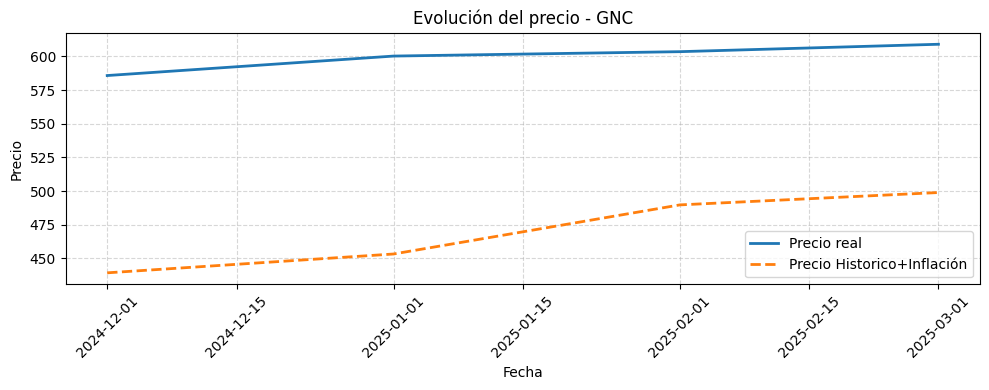 Evolución del precio - GNC
Precio
600
575
550
525
500
475
450
Precio real
Precio Historico+Inflación
2024-12-01
2024-12-15
2025-01-01
2025-01-15
2025-02-01
2025-02-15
2025-03-01
Fecha